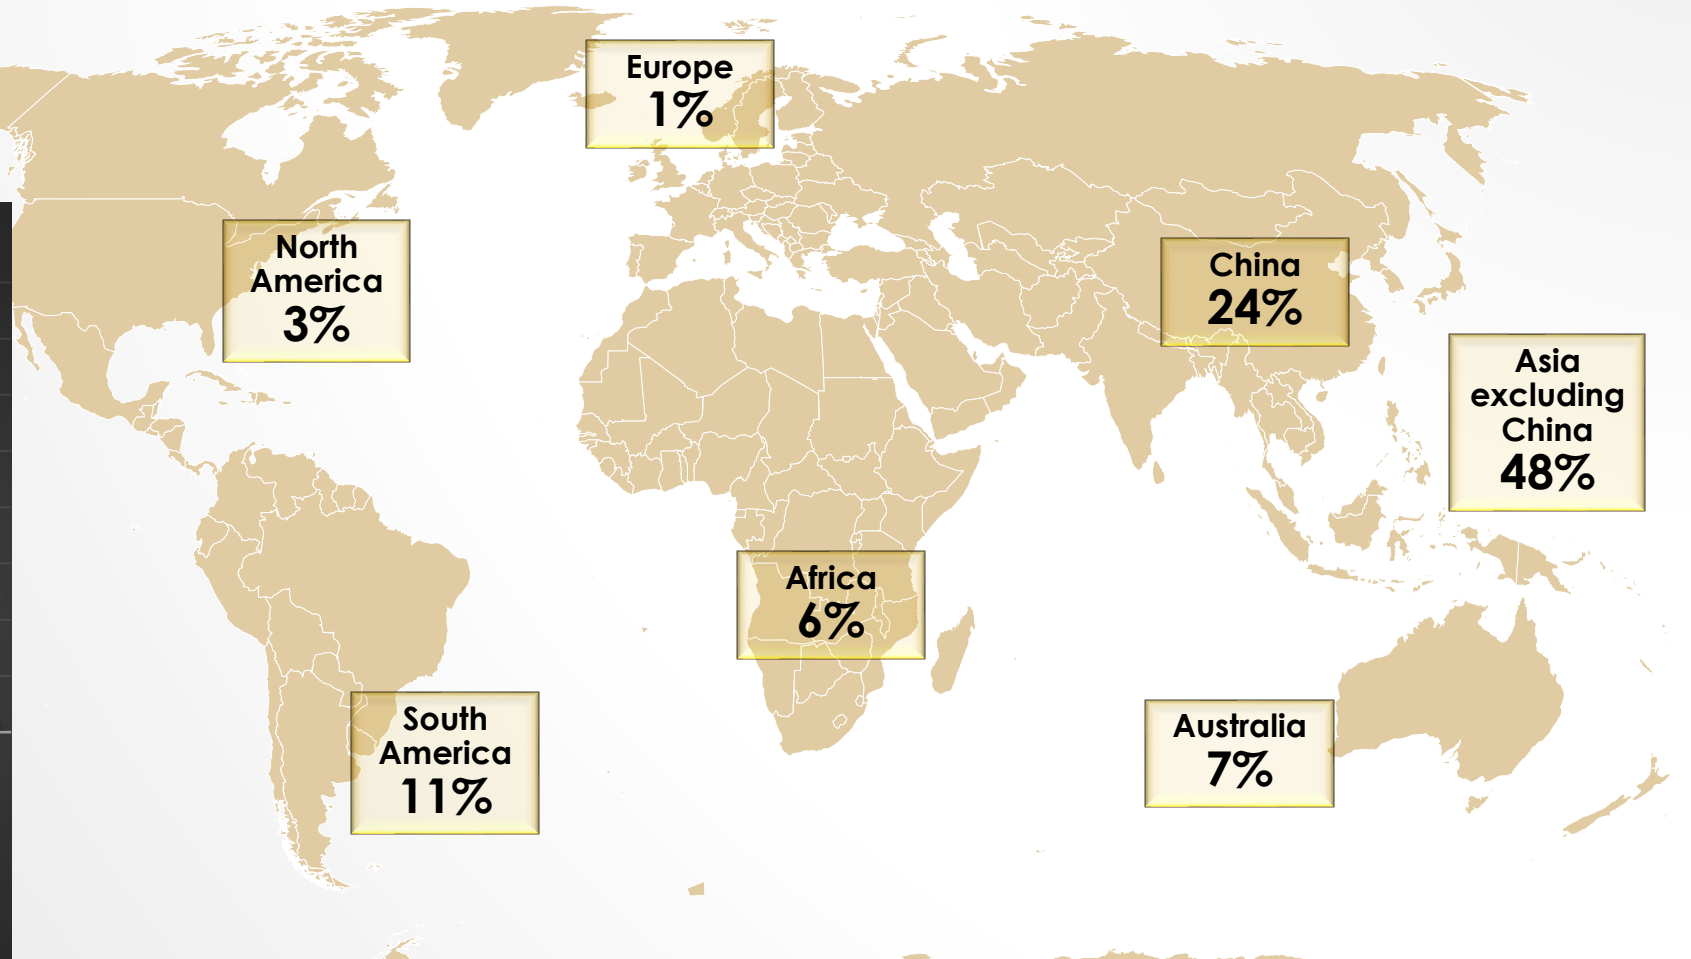 Europe
1%
North
America
3%
China
24%
Asia
excluding
China
48%
Africa
6%
South
America
11%
Australia
7%